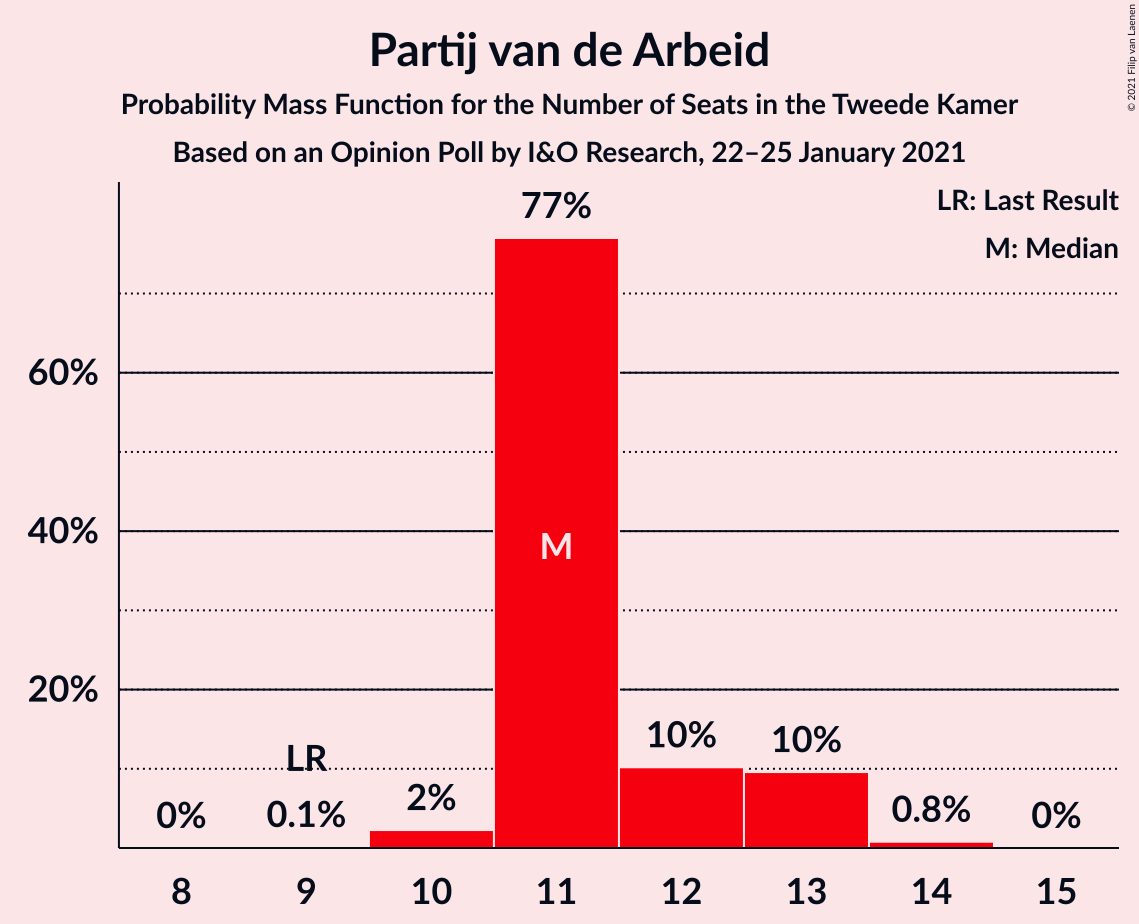 Partij van de Arbeid
Probability Mass Function for the Number of Seats in the Tweede Kamer
Based on an Opinion Poll by I&O Research, 22–25 January 2021
© 2021 Filip van Laenen
LR: Last Result
M: Median
77%
60%
40%
M
20%
LR
0%
0.1%
2%
10%
10%
0.8%
0%
8
9
10
11
12
13
14
15